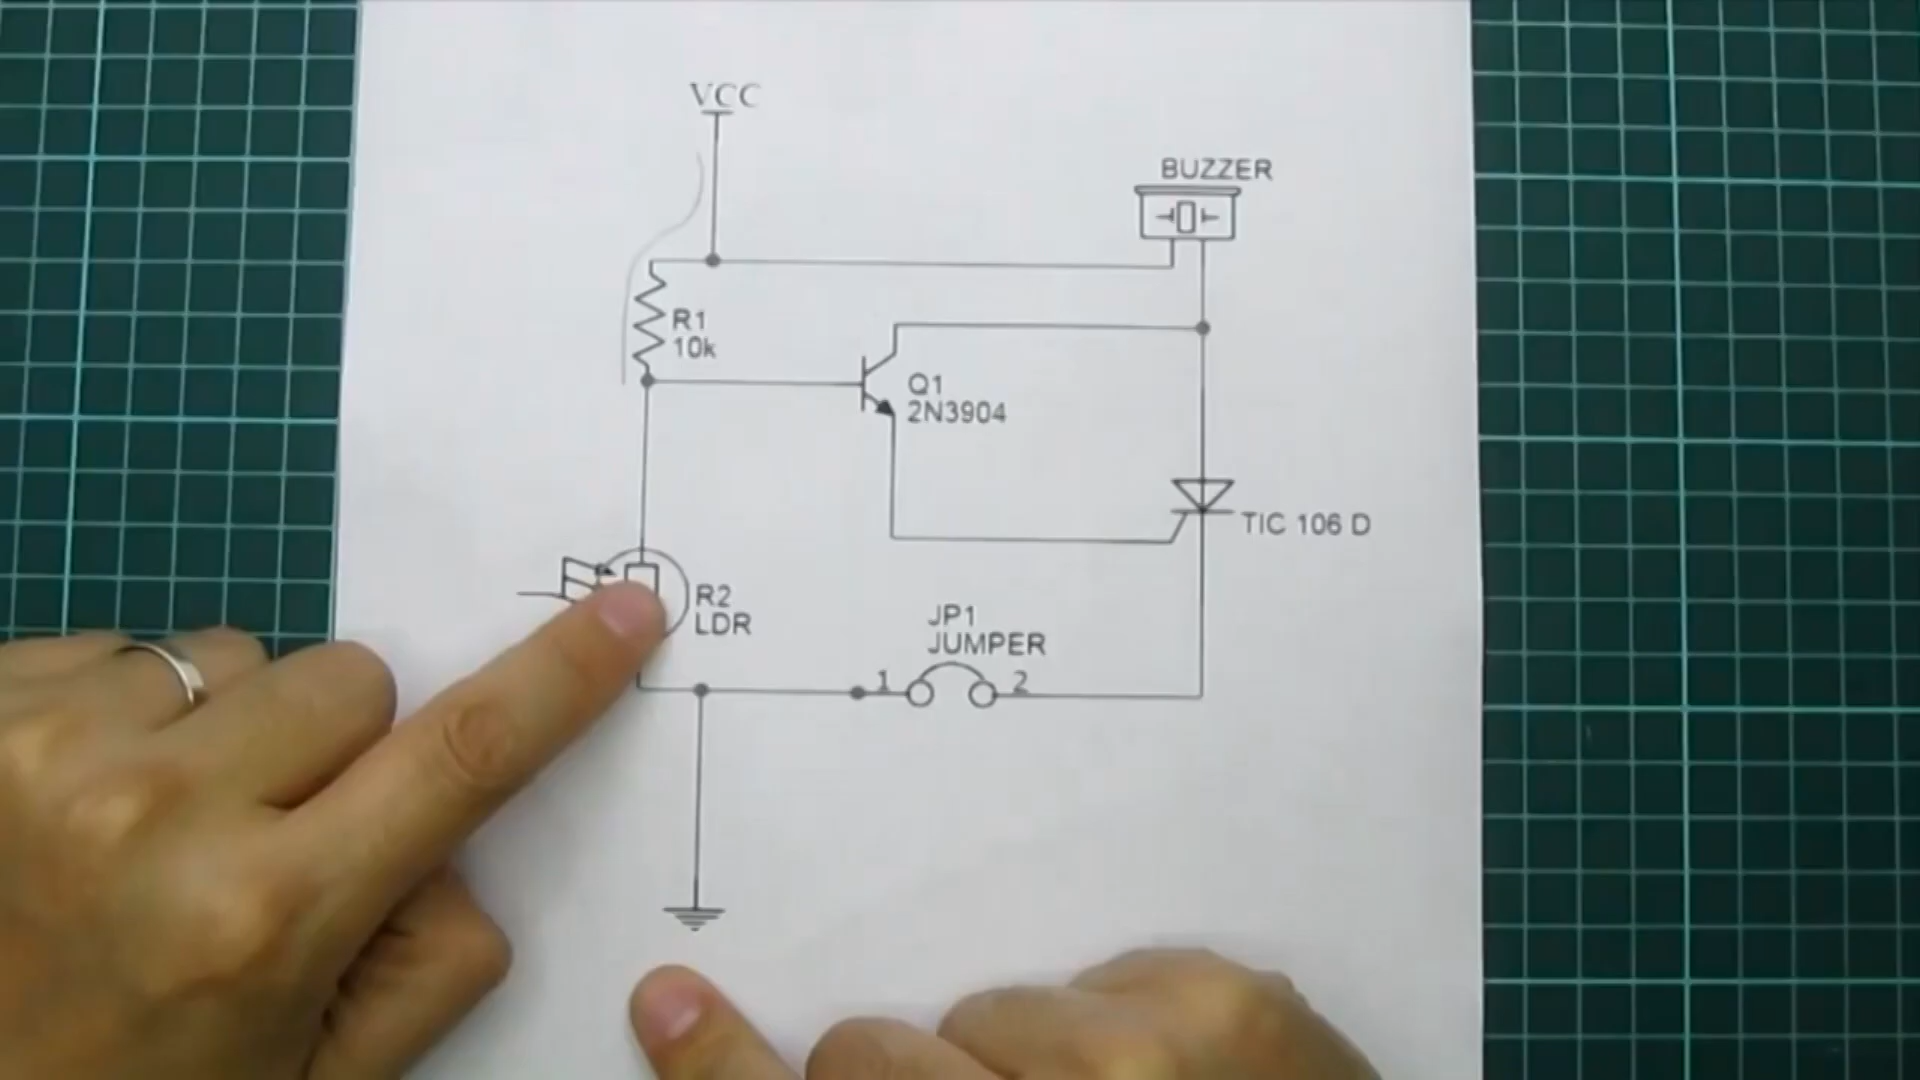 VCC
BUZZER
R1
10k
Q1
2N3904
TIC 106 D
R2
LDR
JP1
JUMPER
1
2